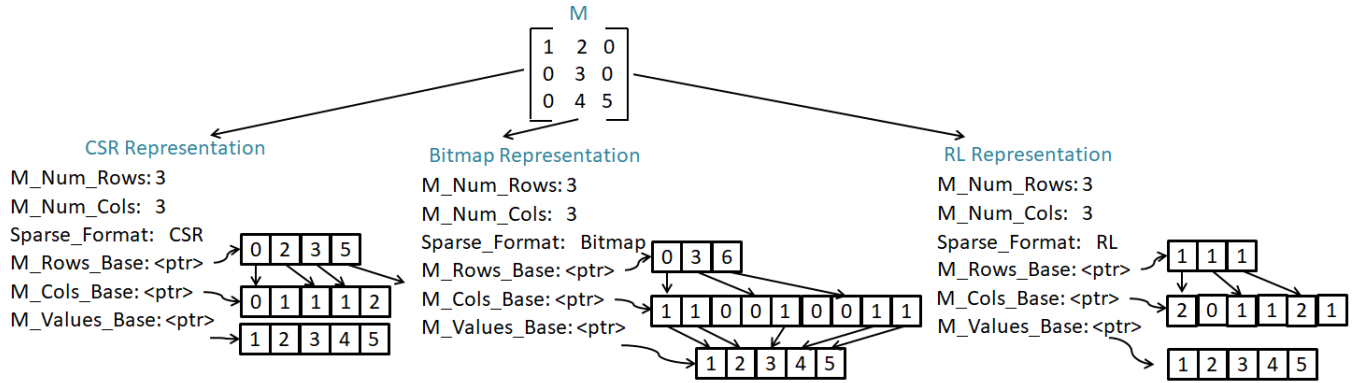 M
1 2 0
0 3 0
0 4 5
CSR Representation
M_Num_Rows: 3
M_Num_Cols: 3
Sparse_Format: CSR
M_Rows_Base: <ptr>
0 2 3 5
M_Cols_Base: <ptr>
0 1 1 1 2
M_Values_Base: <ptr>
1 2 3 4 5
Bitmap Representation
M_Num_Rows: 3
M_Num_Cols: 3
Sparse_Format: Bitmap
M_Rows_Base: <ptr>
0 3 6
M_Cols_Base: <ptr>
1 1 0 0 1 0 0 1 1
M_Values_Base: <ptr>
1 2 3 4 5
RL Representation
M_Num_Rows: 3
M_Num_Cols: 3
Sparse_Format: RL
M_Rows_Base: <ptr>
1 1 1
M_Cols_Base: <ptr>
2 0 1 1 2 1
M_Values_Base: <ptr>
1 2 3 4 5